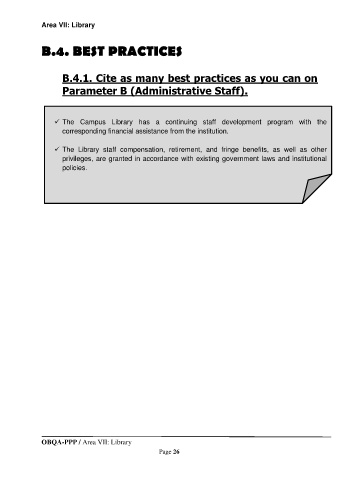 Area VII: Library
B.4. BEST PRACTICES
B.4.1. Cite as many best practices as you can on
Parameter B (Administrative Staff).
✓ The Campus Library has a continuing staff development program with the
corresponding financial assistance from the institution.
✓ The Library staff compensation, retirement, and fringe benefits, as well as other
privileges, are granted in accordance with existing government laws and institutional
policies.
OBQA-PPP / Area VII: Library
Page 26